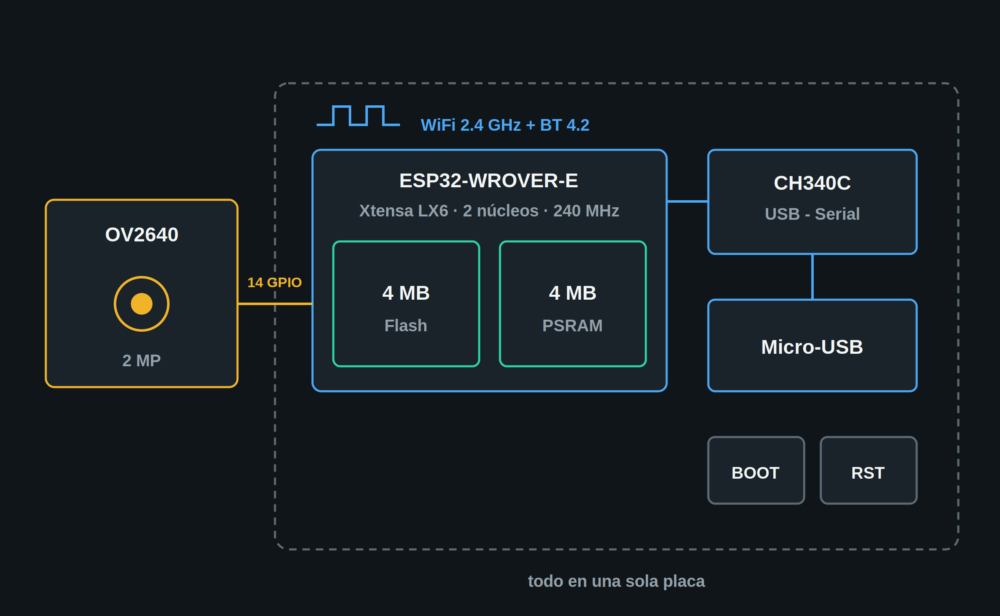 WiFi 2.4 GHz + BT 4.2
ESP32-WROVER-E
Xtensa LX6 · 2 núcleos · 240 MHz
CH340C
USB - Serial
OV2640
14 GPIO
4 MB
Flash
4 MB
PSRAM
2 MP
Micro-USB
BOOT
RST
todo en una sola placa